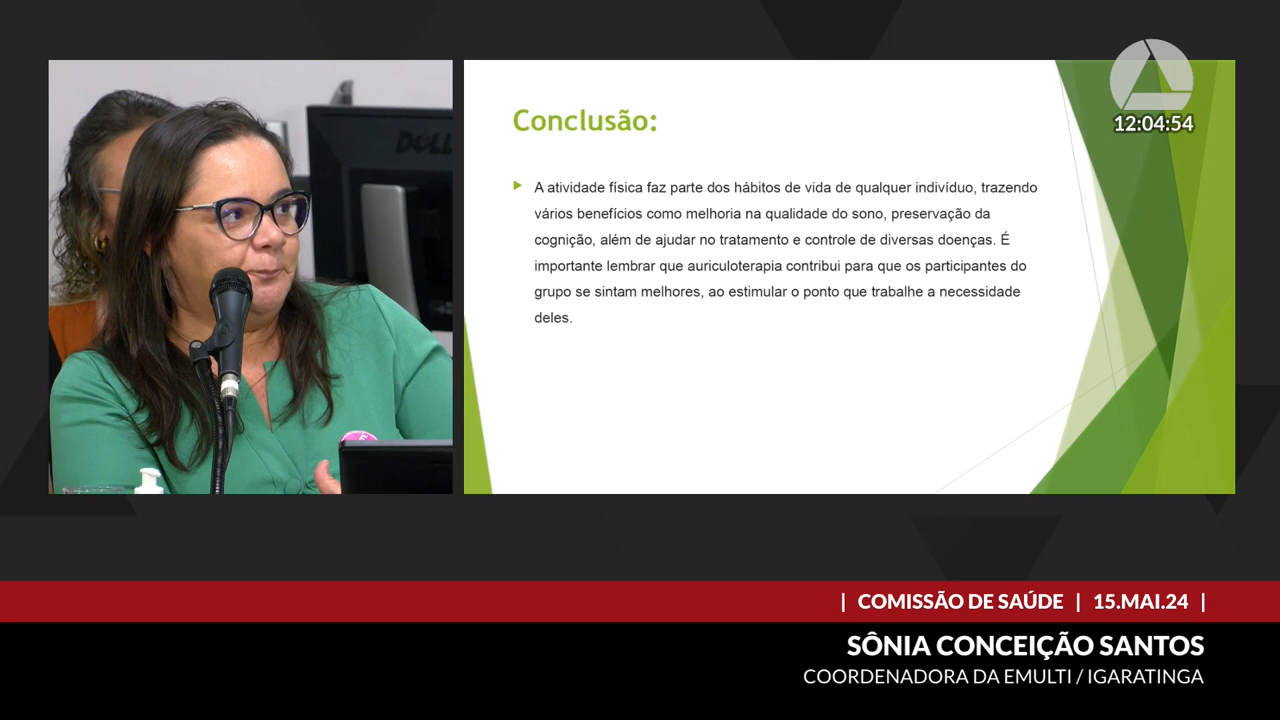 DELL
Conclusão:
12:04:54
A atividade física faz parte dos hábitos de vida de qualquer indivíduo, trazendo
vários benefícios como melhoria na qualidade do sono, preservação da
cognição, além de ajudar no tratamento e controle de diversas doenças. É
importante lembrar que auriculoterapia contribui para que os participantes do
grupo se sintam melhores, ao estimular o ponto que trabalhe a necessidade
deles.
| COMISSÃO DE SAÚDE | 15.MAI.24 |
SÔNIA CONCEIÇÃO SANTOS
COORDENADORA DA EMULTI / IGARATINGA